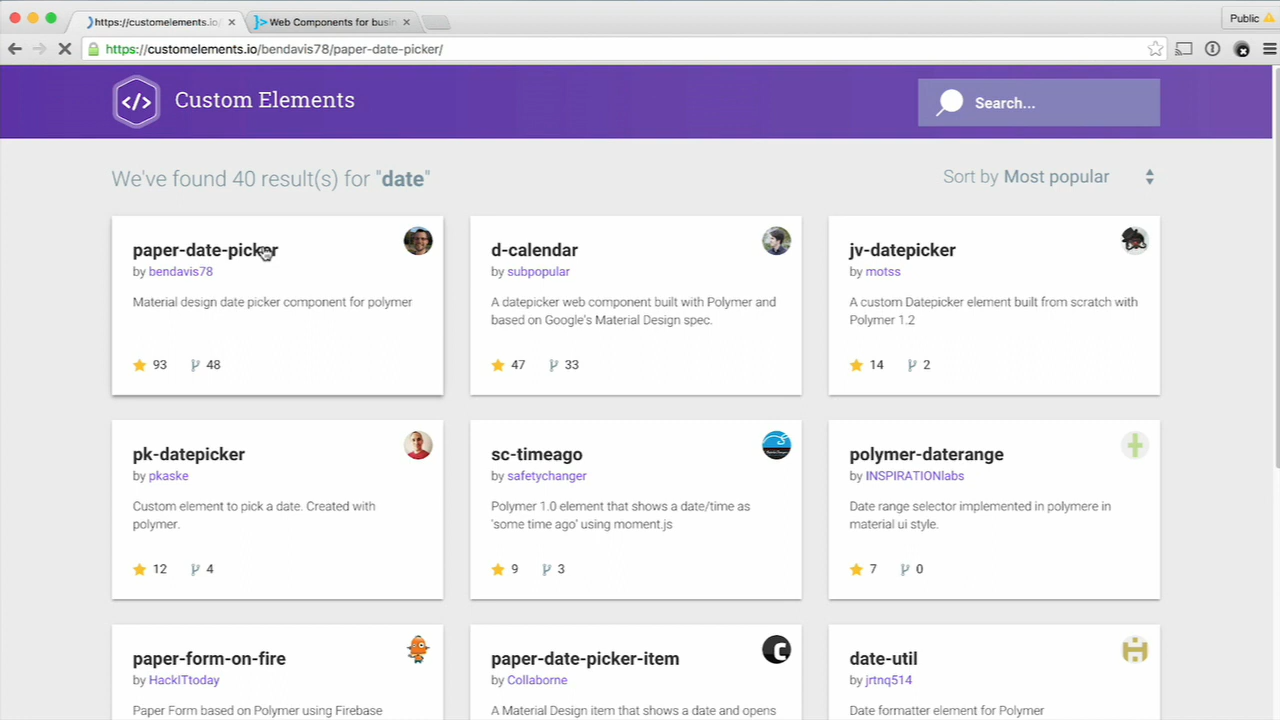 https://customelements.io/
Web Components for busin
Public
https://customelements.io/bendavis78/paper-date-picker/
</>
Custom Elements
Search...
We've found 40 result(s) for "date"
Sort by Most popular
paper-date-picker
by bendavis78
Material design date picker component for polymer
93 48
d-calendar
by subpopular
A datepicker web component built with Polymer and
based on Google's Material Design spec.
47 33
jv-datepicker
by motss
A custom Datepicker element built from scratch with
Polymer 1.2
14 2
pk-datepicker
by pkaske
Custom element to pick a date. Created with
polymer.
12 4
sc-timeago
by safetychanger
Polymer 1.0 element that shows a date/time as
'some time ago' using moment.js
9 3
polymer-daterange
by INSPIRATIONlabs
Date range selector implemented in polymere in
material ui style.
7 0
paper-form-on-fire
by HackITtoday
Paper Form based on Polymer using Firebase
paper-date-picker-item
by Collaborne
A Material Design item that shows a date and opens
date-util
by jrtnq514
Date formatter element for Polymer